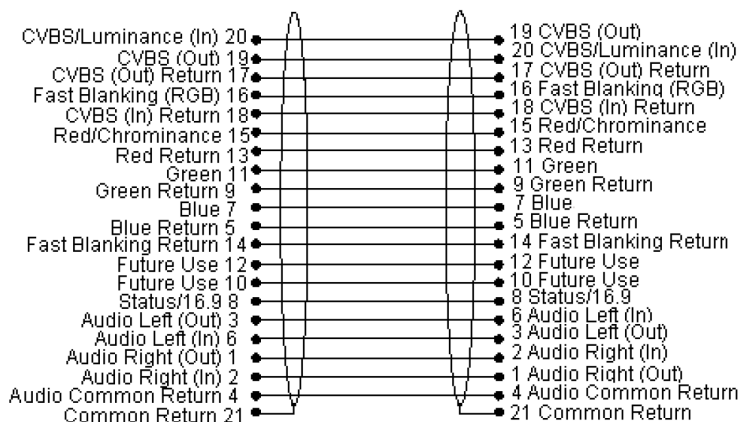 CVBS/Luminance (In) 20 19 CVBS (Out)
CVBS (Out) 19 20 CVBS/Luminance (In)
CVBS (Out) Return 17 17 CVBS (Out) Return
Fast Blanking (RGB) 16 16 Fast Blanking (RGB)
CVBS (In) Return 18 18 CVBS (In) Return
Red/Chrominance 15 15 Red/Chrominance
Red Return 13 13 Red Return
Green 11 11 Green
Green Return 9 9 Green Return
Blue 7 7 Blue
Blue Return 5 5 Blue Return
Fast Blanking Return 14 14 Fast Blanking Return
Future Use 12 12 Future Use
Future Use 10 10 Future Use
Status/16.9 8 8 Status/16.9
Audio Left (Out) 3 6 Audio Left (In)
Audio Left (In) 6 3 Audio Left (Out)
Audio Right (Out) 1 2 Audio Right (In)
Audio Right (In) 2 1 Audio Right (Out)
Audio Common Return 4 4 Audio Common Return
Common Return 21 21 Common Return